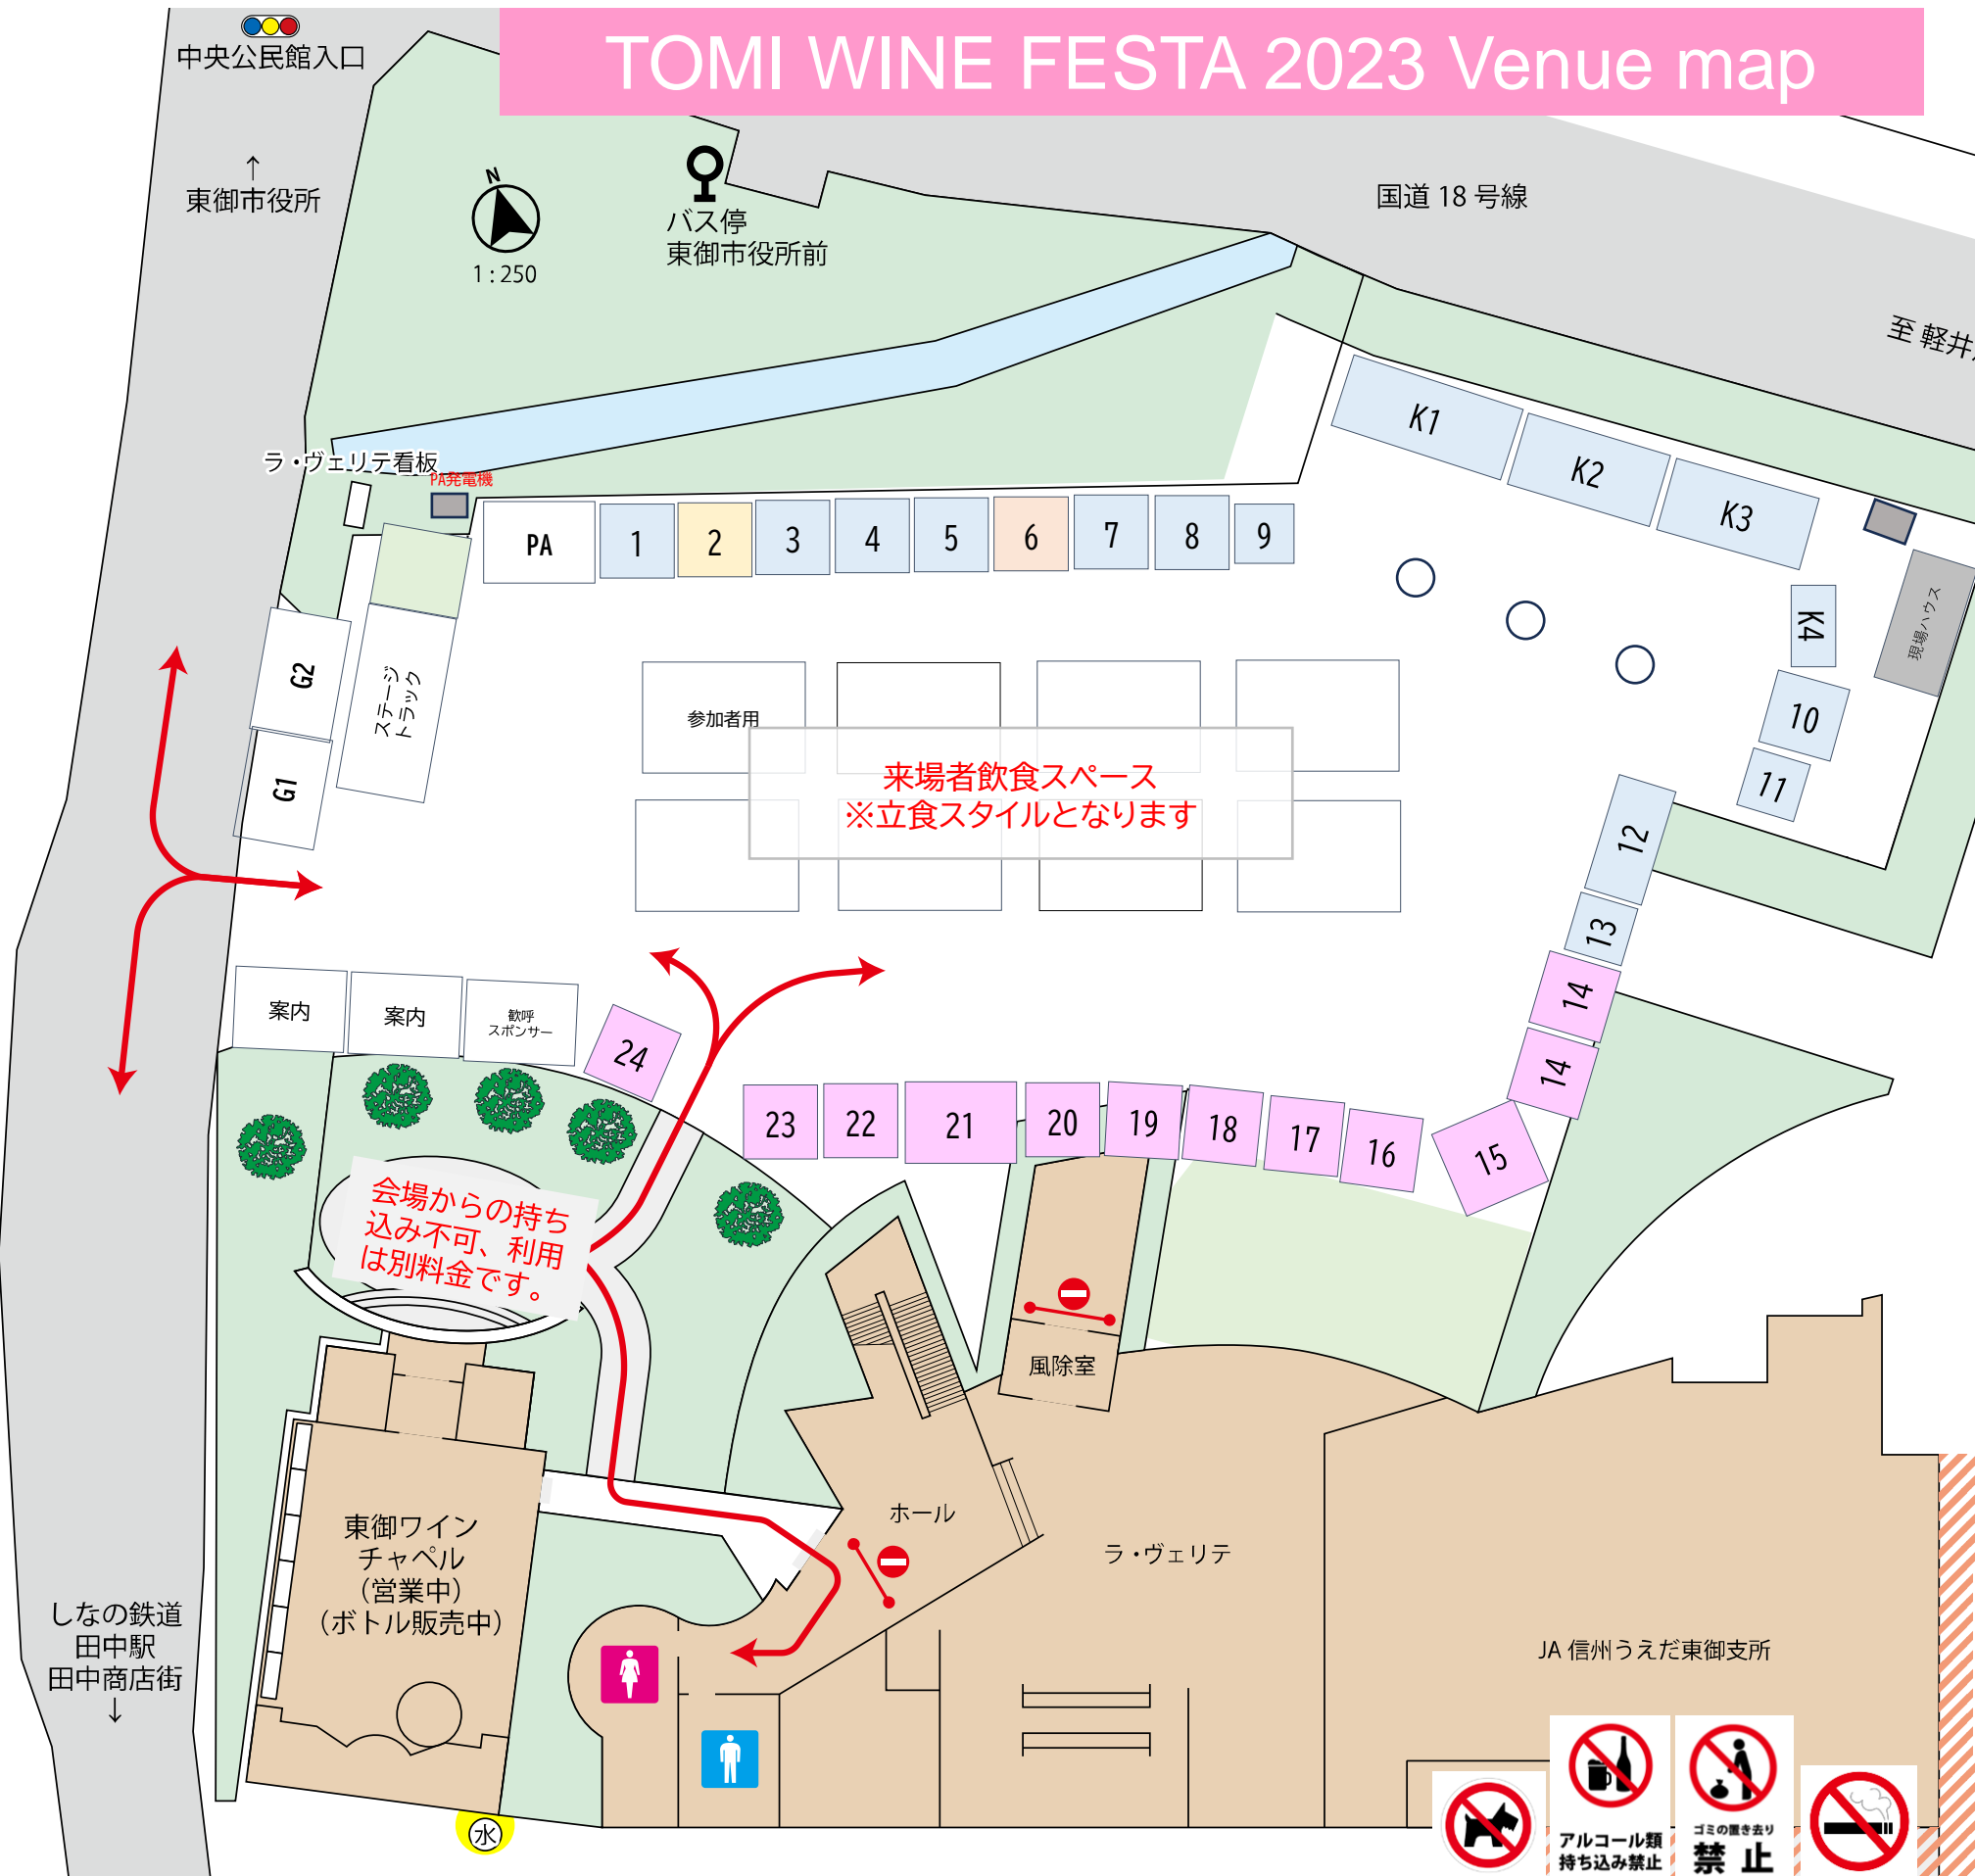 TOMI WINE FESTA 2023 Venue map
中央公民館入口
↑
東御市役所
N
1 : 250
バス停
東御市役所前
国道 18 号線
至 軽井
ラ・ヴェリテ看板
PA発電機
K1
K2
K3
K4
PA
1
2
3
4
5
6
7
8
9
現場ハウス
10
11
12
13
14
14
15
G2
G1
ステージ
トラック
参加者用
来場者飲食スペース
※立食スタイルとなります
案内
案内
歓呼
スポンサー
24
23
22
21
20
19
18
17
16
会場からの持ち
込み不可、利用
は別料金です。
風除室
ホール
ラ・ヴェリテ
東御ワイン
チャペル
（営業中）
（ボトル販売中）
しなの鉄道
田中駅
田中商店街
↓
JA 信州うえだ東御支所
水
アルコール類
持ち込み禁止
ゴミの置き去り
禁止